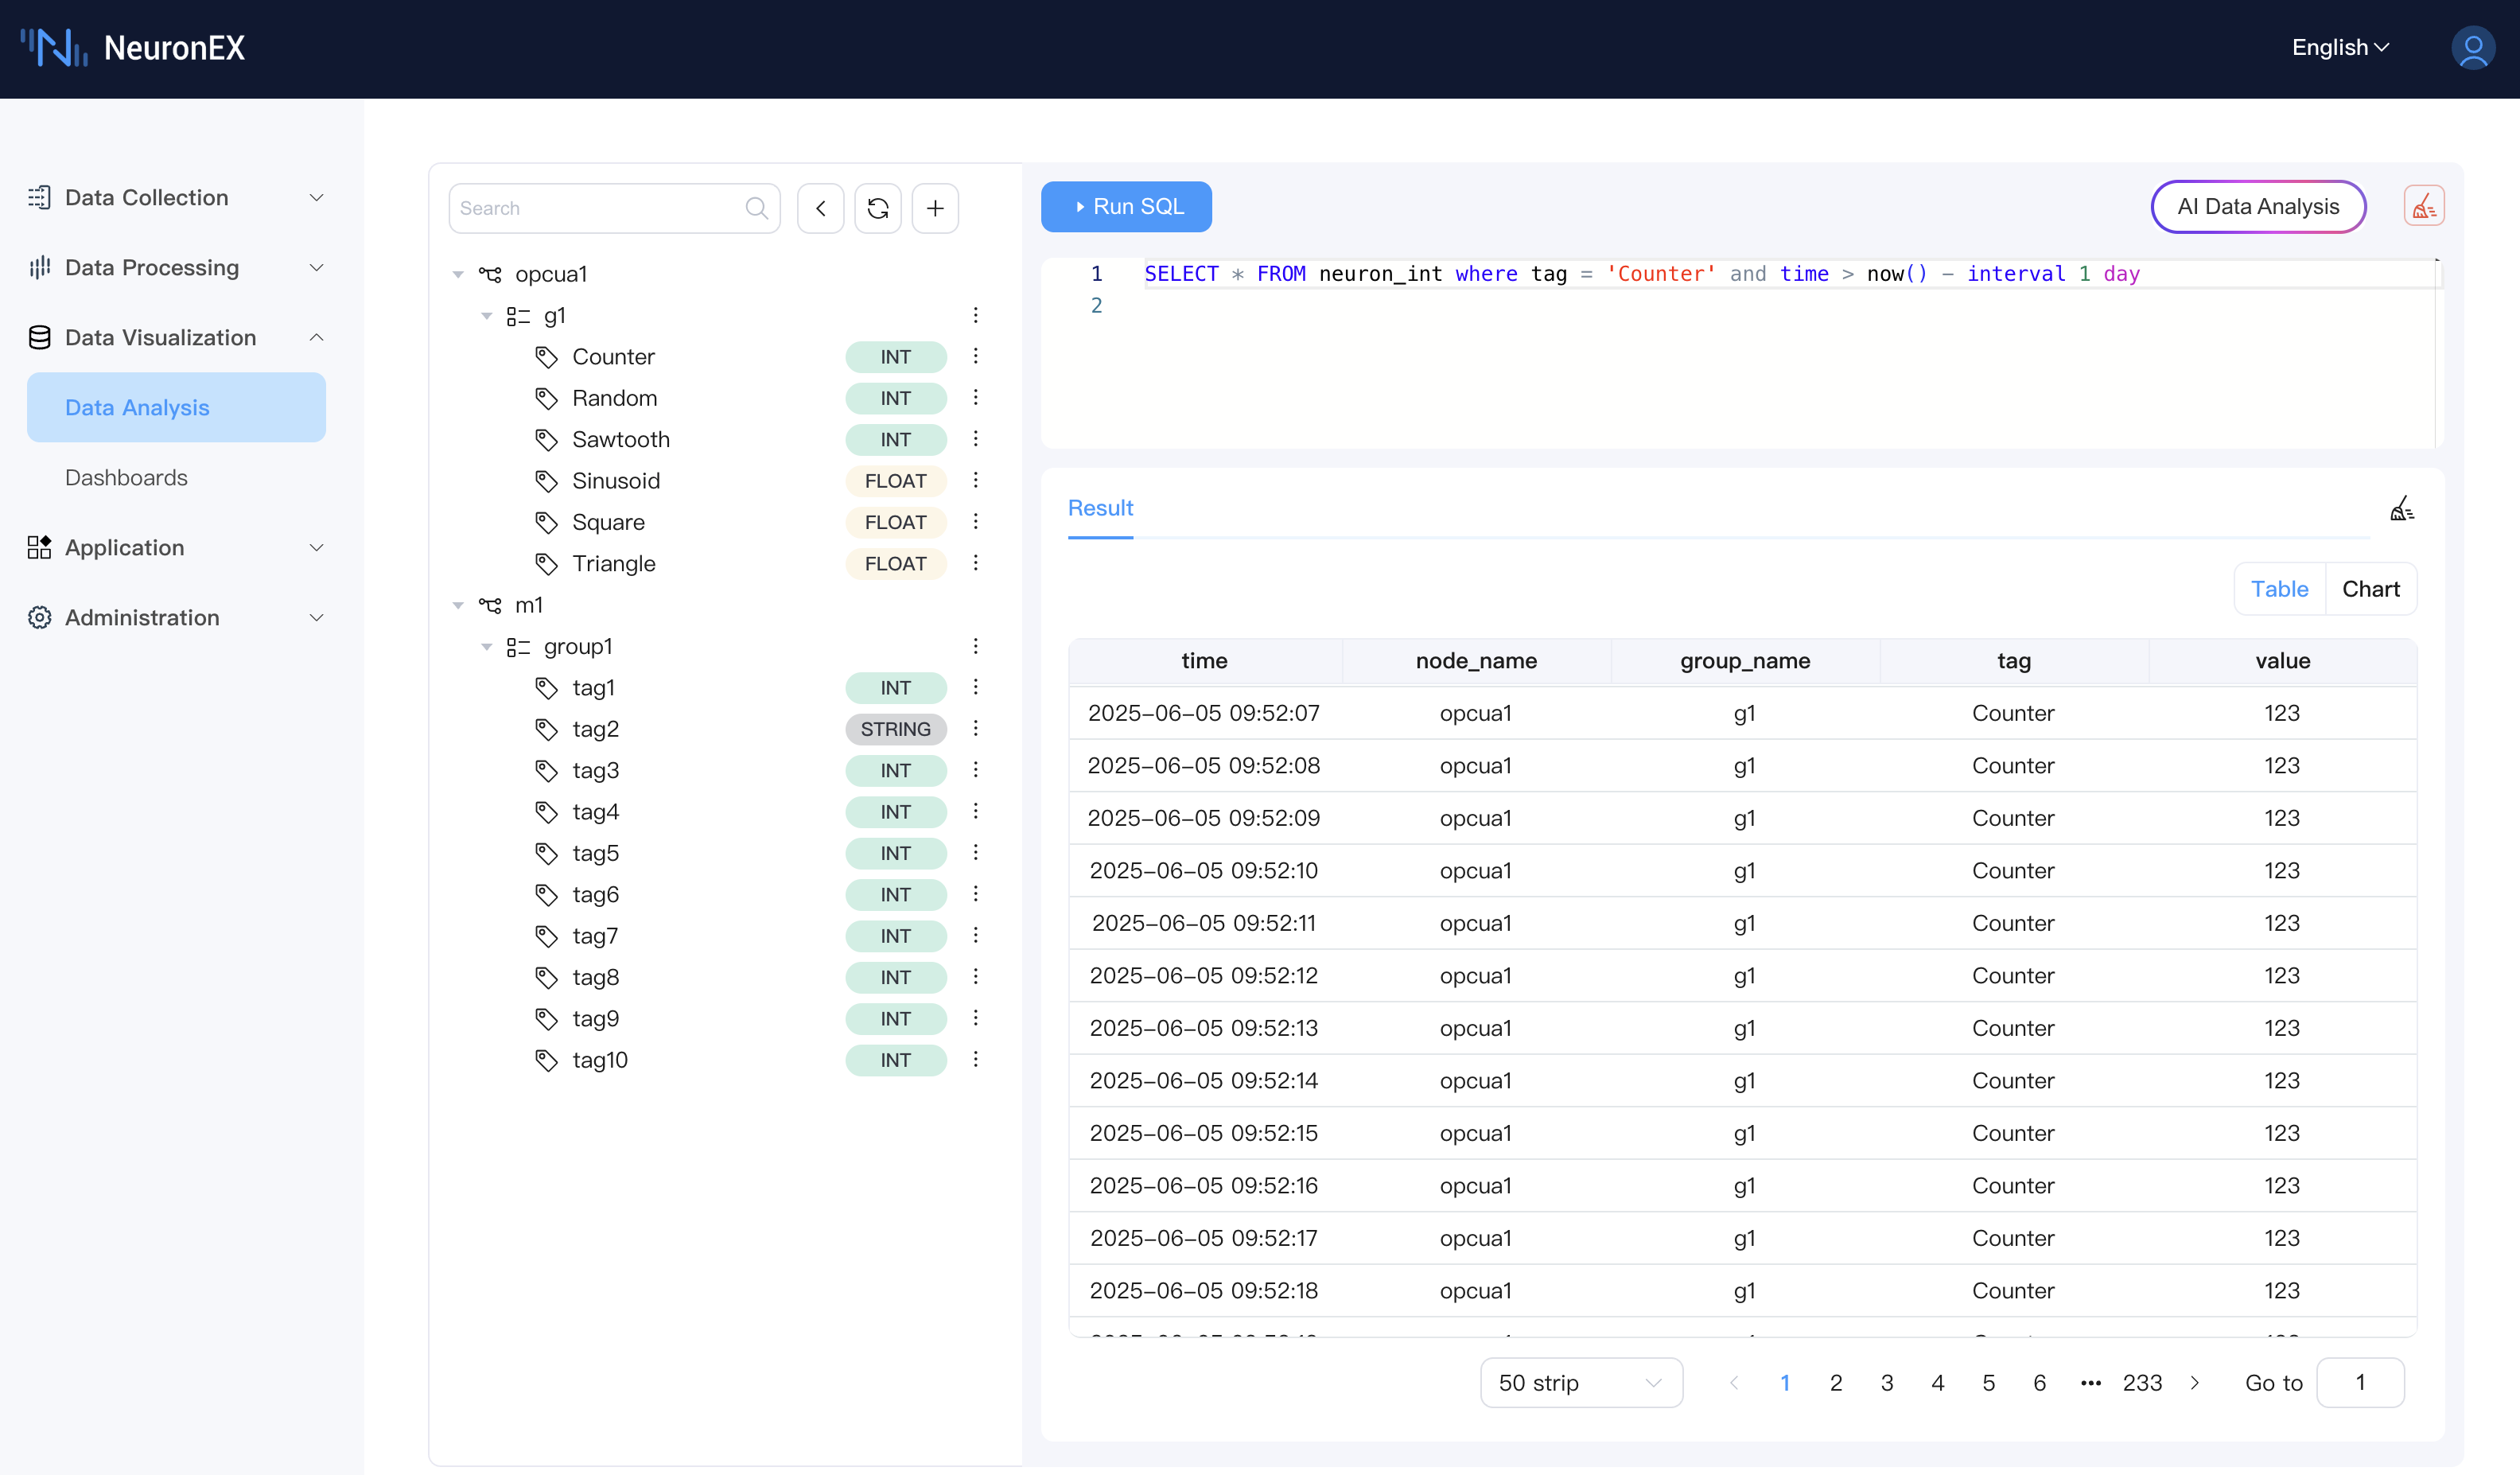 NeuronEX
English
Data Collection
Data Processing
Data Visualization
Data Analysis
Dashboards
Application
Administration
Search
opcua1
g1
Counter INT
Random INT
Sawtooth INT
Sinusoid FLOAT
Square FLOAT
Triangle FLOAT
m1
group1
tag1 INT
tag2 STRING
tag3 INT
tag4 INT
tag5 INT
tag6 INT
tag7 INT
tag8 INT
tag9 INT
tag10 INT
Run SQL
AI Data Analysis
1 SELECT * FROM neuron_int where tag = 'Counter' and time > now() - interval 1 day
2
Result
Table Chart
time node_name group_name tag value
2025-06-05 09:52:07 opcua1 g1 Counter 123
2025-06-05 09:52:08 opcua1 g1 Counter 123
2025-06-05 09:52:09 opcua1 g1 Counter 123
2025-06-05 09:52:10 opcua1 g1 Counter 123
2025-06-05 09:52:11 opcua1 g1 Counter 123
2025-06-05 09:52:12 opcua1 g1 Counter 123
2025-06-05 09:52:13 opcua1 g1 Counter 123
2025-06-05 09:52:14 opcua1 g1 Counter 123
2025-06-05 09:52:15 opcua1 g1 Counter 123
2025-06-05 09:52:16 opcua1 g1 Counter 123
2025-06-05 09:52:17 opcua1 g1 Counter 123
2025-06-05 09:52:18 opcua1 g1 Counter 123
50 strip 1 2 3 4 5 6 ••• 233 Go to 1